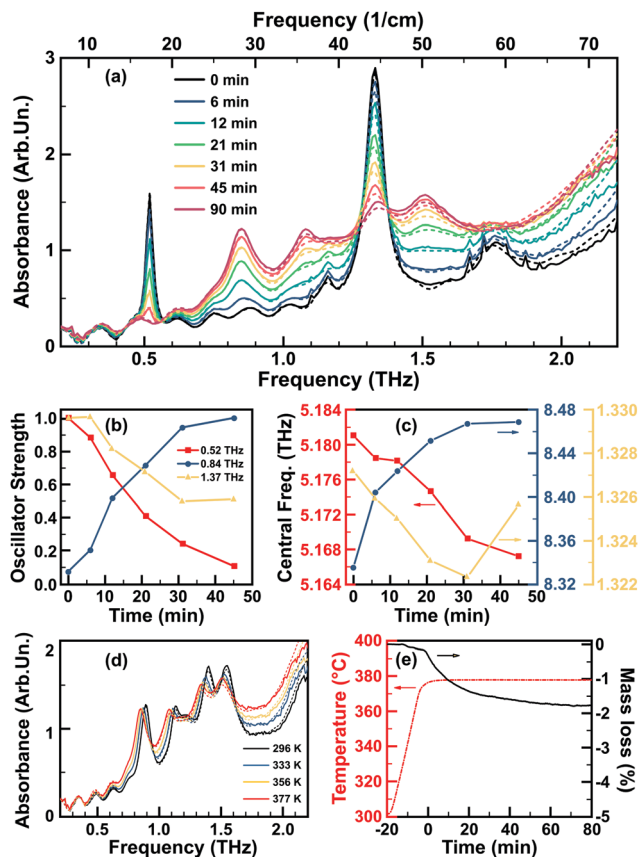 Frequency (1/cm)
10 20 30 40 50 60 70
(a)
0 min
6 min
12 min
21 min
31 min
45 min
90 min
Absorbance (Arb.Un.)
3
2
1
0
0.5 1.0 1.5 2.0
Frequency (THz)
(b)
0.52 THz
0.84 THz
1.37 THz
Oscillator Strength
1.0
0.8
0.6
0.4
0.2
0.0
0 10 20 30 40 50
Time (min)
(c)
Central Freq. (THz)
5.184
5.180
5.176
5.172
5.168
5.164
8.48
8.46
8.40
8.36
8.32
1.330
1.328
1.326
1.324
1.322
0 10 20 30 40 50
Time (min)
(d)
Absorbance (Arb.Un.)
2
1
0
296 K
333 K
356 K
377 K
0.5 1.0 1.5 2.0
Frequency (THz)
(e)
Temperature (°C)
400
380
360
340
320
300
Mass loss (%)
0
-1
-2
-3
-4
-5
-20 0 20 40 60 80
Time (min)